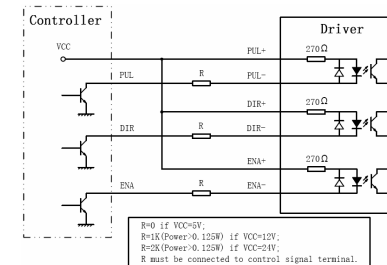 Controller
Driver
VCC
270Ω
PUL+
PUL
R
PUL-
270Ω
DIR+
DIR
R
DIR-
270Ω
ENA+
ENA
R
ENA-
R=0 if VCC=5V;
R=1K(Power>0.125W) if VCC=12V;
R=2K(Power>0.125W) if VCC=24V;
R must be connected to control signal terminal.